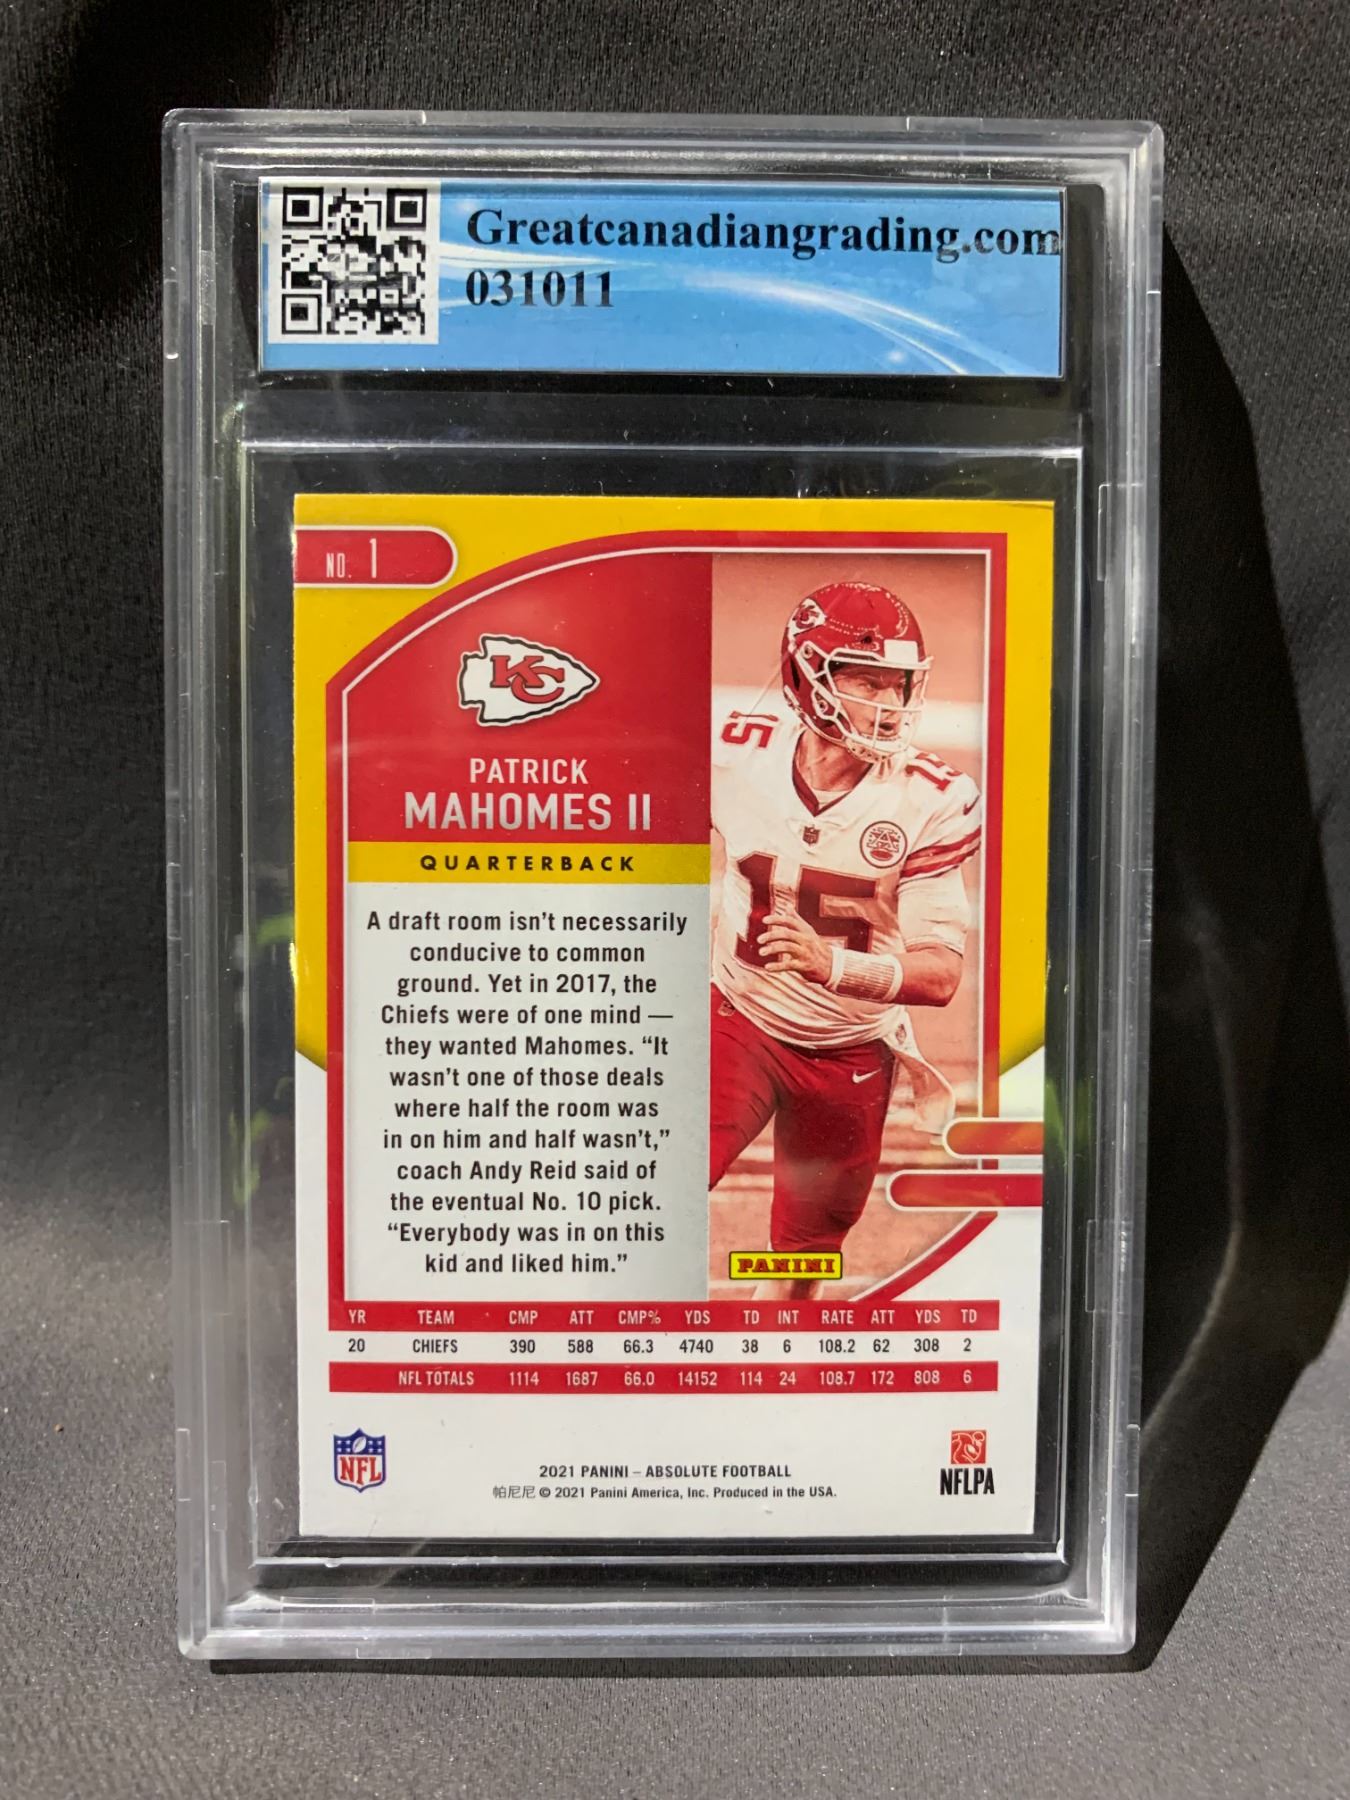 Greatcanadiangrading.com
031011
NO. 1
KC
PATRICK
MAHOMES II
QUARTERBACK
A draft room isn't necessarily
conducive to common
ground. Yet in 2017, the
Chiefs were of one mind —
they wanted Mahomes. “It
wasn't one of those deals
where half the room was
in on him and half wasn't,”
coach Andy Reid said of
the eventual No. 10 pick.
“Everybody was in on this
kid and liked him.”
KC
15
15
15
PANINI
YR TEAM CMP ATT CMP% YDS TD INT RATE ATT YDS TD
20 CHIEFS 390 588 66.3 4740 38 6 108.2 62 308 2
NFL TOTALS 1114 1687 66.0 14152 114 24 108.7 172 808 6
NFL
2021 PANINI – ABSOLUTE FOOTBALL
帕尼尼 © 2021 Panini America, Inc. Produced in the USA.
NFLPA